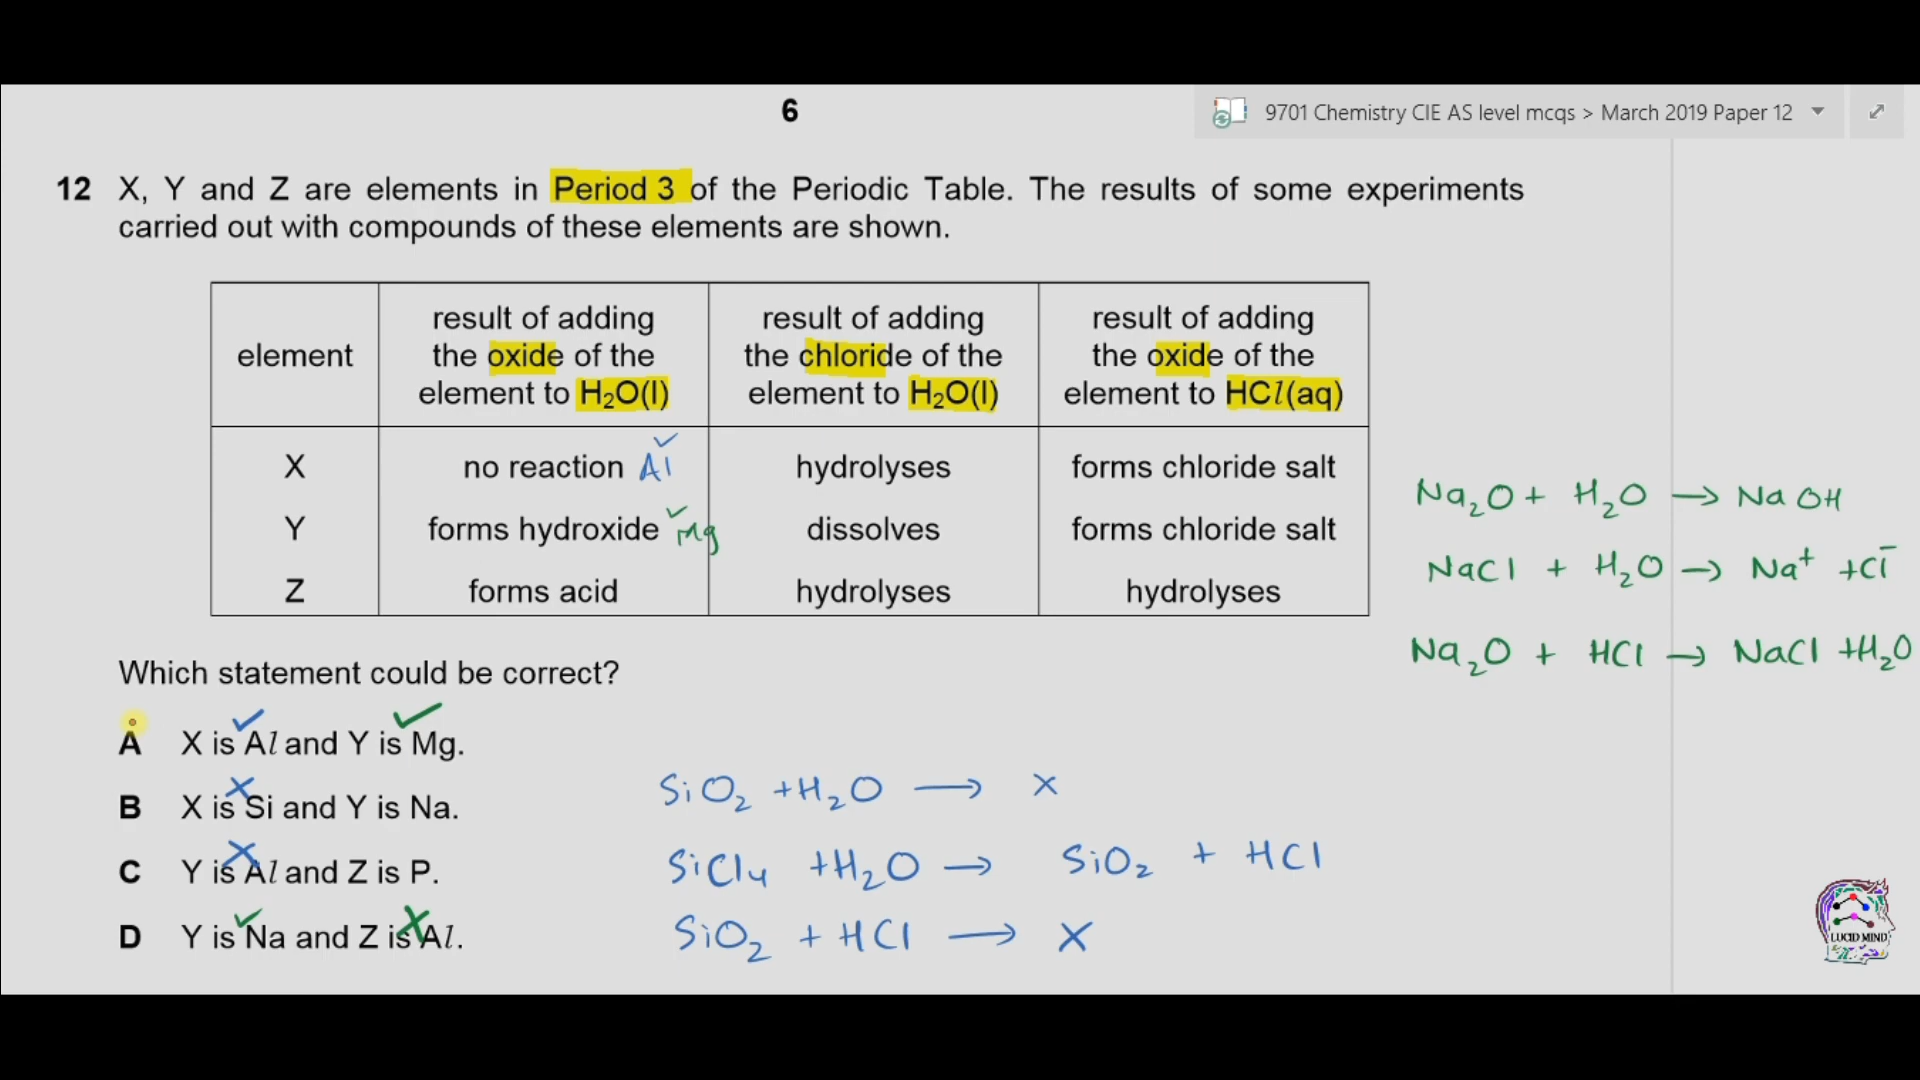 6
9701 Chemistry CIE AS level mcqs > March 2019 Paper 12
12 X, Y and Z are elements in Period 3 of the Periodic Table. The results of some experiments
carried out with compounds of these elements are shown.
element
result of adding
the oxide of the
element to H₂O(l)
result of adding
the chloride of the
element to H₂O(l)
result of adding
the oxide of the
element to HCl(aq)
X no reaction Al ✓ hydrolyses forms chloride salt
Y forms hydroxide ✓ Mg dissolves forms chloride salt
Z forms acid hydrolyses hydrolyses
Na₂O + H₂O → NaOH
NaCl + H₂O → Na⁺ + Cl⁻
Na₂O + HCl → NaCl + H₂O
Which statement could be correct?
A X is Al and Y is Mg.
B X is Si and Y is Na.
C Y is Al and Z is P.
D Y is Na and Z is Al.
SiO₂ + H₂O → x
SiCl₄ + H₂O → SiO₂ + HCl
SiO₂ + HCl → X
LUCID MIND